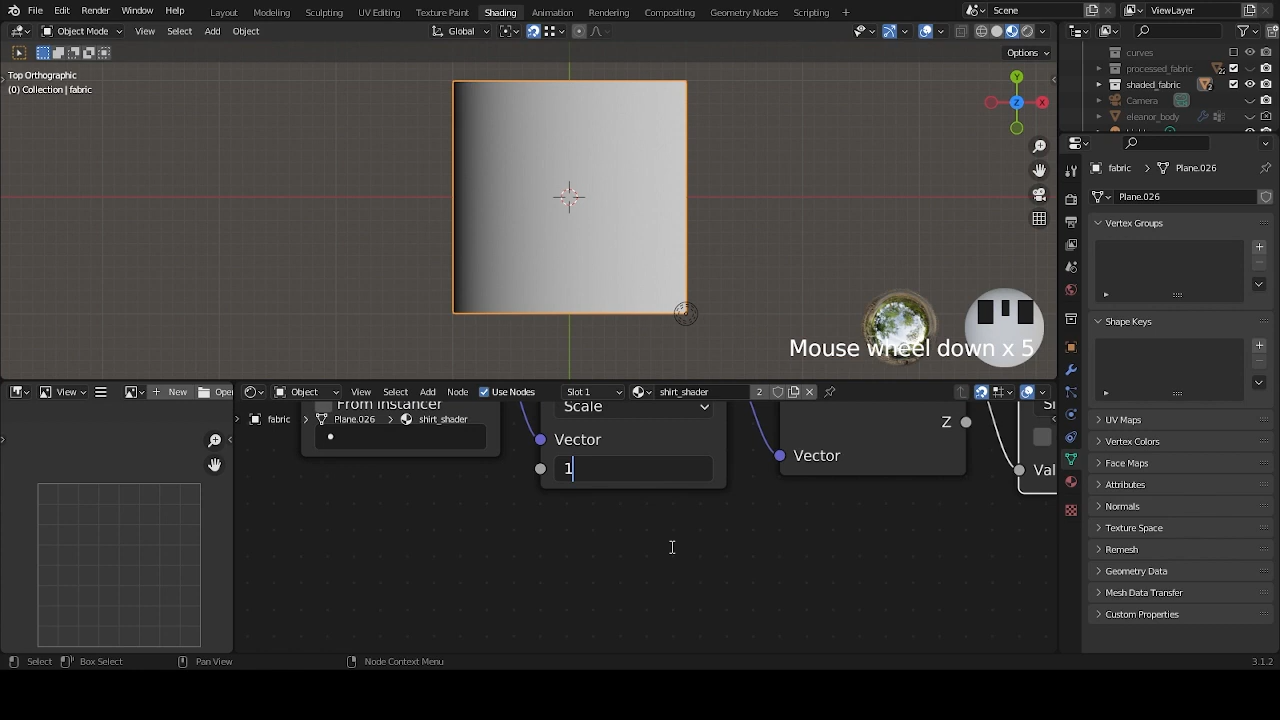 File Edit Render Window Help Layout Modeling Sculpting UV Editing Texture Paint Shading Animation Rendering Compositing Geometry Nodes Scripting + Scene ViewLayer
Object Mode View Select Add Object Global
Options
Top Orthographic
(0) Collection | fabric
Y
X
Z
Mouse wheel down x 5
curves
processed_fabric
shaded_fabric
Camera
eleanor_body
fabric > Plane.026
Plane.026
Vertex Groups
Shape Keys
UV Maps
Vertex Colors
Face Maps
Attributes
Normals
Texture Space
Remesh
Geometry Data
Mesh Data Transfer
Custom Properties
View New Open
Object View Select Add Node Use Nodes Slot 1 shirt_shader 2
From Instancer
fabric > Plane.026 > shirt_shader
Scale
Vector
1
Z
Vector
Val
Select Box Select Pan View Node Context Menu 3.1.2